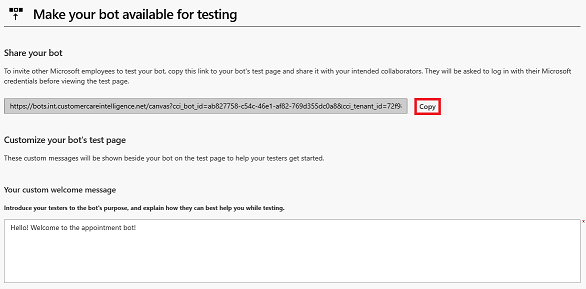 Make your bot available for testing
Share your bot
To invite other Microsoft employees to test your bot, copy this link to your bot's test page and share it with your intended collaborators. They will be asked to log in with their Microsoft
credentials before viewing the test page.
https://bots.int.customercareintelligence.net/canvas?cci_bot_id=ab827758-c54c-46e1-af82-769d355dc0a8&cci_tenant_id=72f9 Copy
Customize your bot's test page
These custom messages will be shown beside your bot on the test page to help your testers get started.
Your custom welcome message
Introduce your testers to the bot's purpose, and explain how they can best help you while testing.
*
Hello! Welcome to the appointment bot!